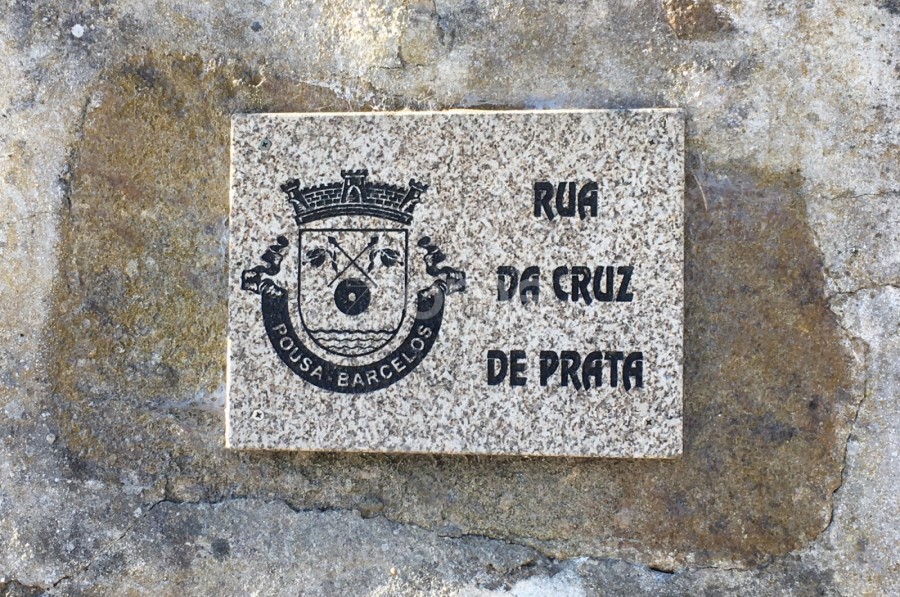 POUSA-BARCELOS
RUA
DA CRUZ
DE PRATA